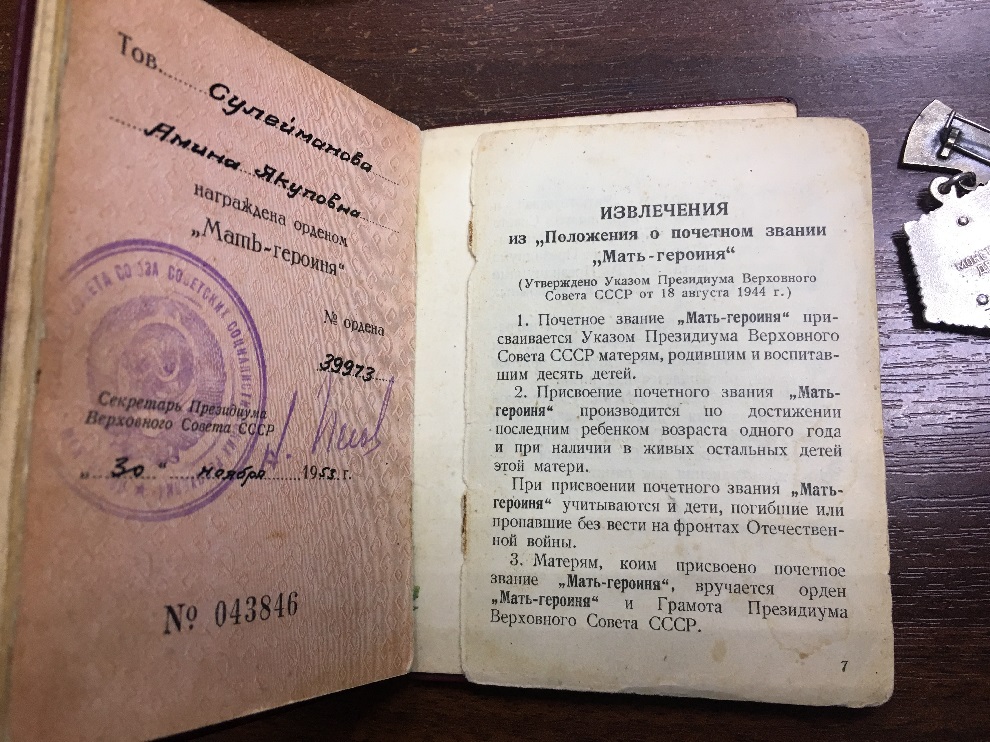 Тов. Сулейманова
Амина Якуповна
награждена орденом
„Мать-героиня“
№ ордена
39973
Секретарь Президиума
Верховного Совета СССР
„30“ ноября 1953 г.
№ 043846
СОВЕТА СОЮЗА СОВЕТСКИХ СОЦИАЛИСТИЧЕСКИХ
ИЗВЛЕЧЕНИЯ
из „Положения о почетном звании
„Мать-героиня“
(Утверждено Указом Президиума Верховного
Совета СССР от 18 августа 1944 г.)
1. Почетное звание „Мать-героиня“ при-
сваивается Указом Президиума Верховного
Совета СССР матерям, родившим и воспитав-
шим десять детей.
2. Присвоение почетного звания „Мать-
героиня“ производится по достижении
последним ребенком возраста одного года
и при наличии в живых остальных детей
этой матери.
При присвоении почетного звания „Мать-
героиня“ учитываются и дети, погибшие или
пропавшие без вести на фронтах Отечествен-
ной войны.
3. Матерям, коим присвоено почетное
звание „Мать-героиня“, вручается орден
„Мать-героиня“ и Грамота Президиума
Верховного Совета СССР.
7